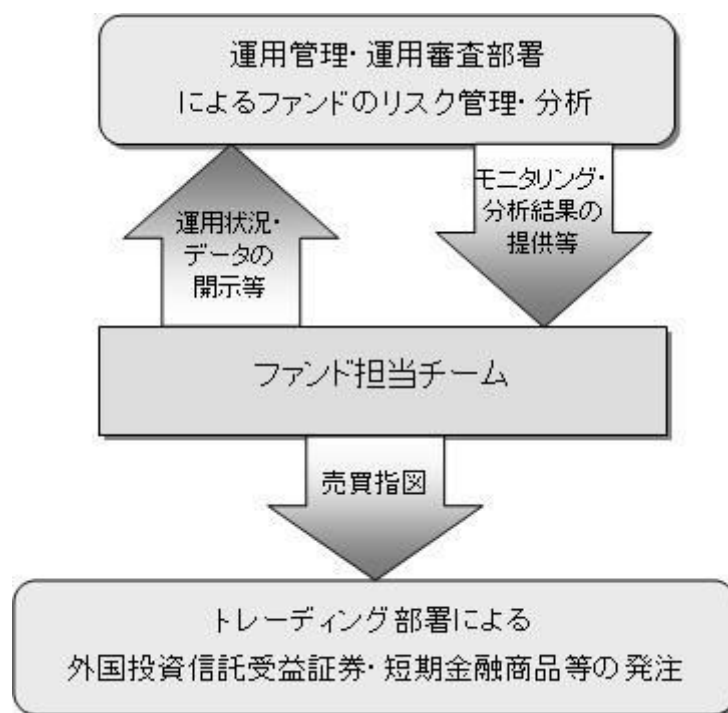 運用管理・運用審査部署
によるファンドのリスク管理・分析
運用状況・
データの
開示等
モニタリング・
分析結果の
提供等
ファンド担当チーム
売買指図
トレーディング部署による
外国投資信託受益証券・短期金融商品等の発注